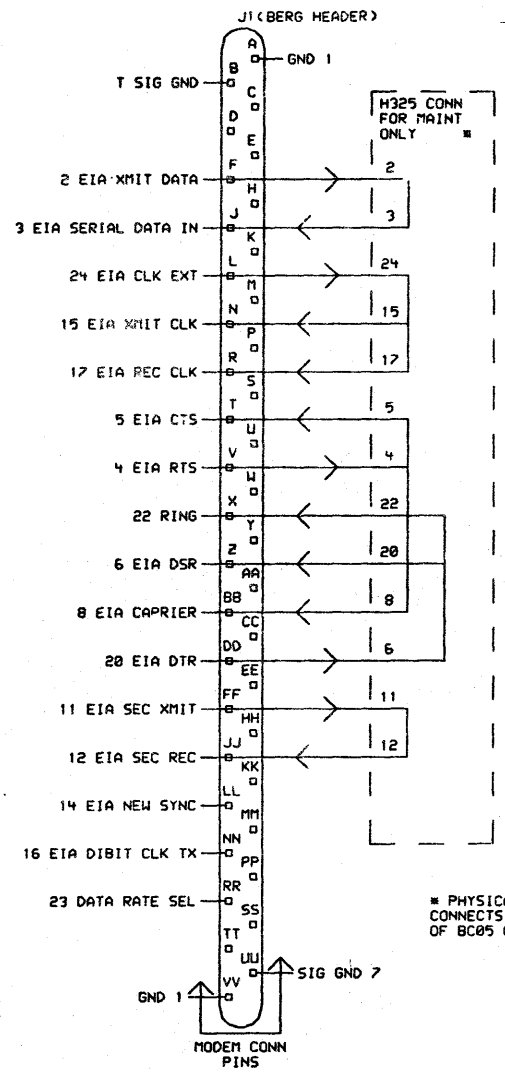 J1(BERG HEADER)
A
GND 1
B
T SIG GND
C
H325 CONN
FOR MAINT
ONLY *
D
E
F
2 EIA XMIT DATA
2
H
J
3 EIA SERIAL DATA IN
3
K
L
24 EIA CLK EXT
24
M
N
15 EIA XMIT CLK
15
P
R
17 EIA REC CLK
17
S
T
5 EIA CTS
5
U
V
4 EIA RTS
4
W
X
22 RING
22
Y
Z
6 EIA DSR
20
AA
BB
8 EIA CAPRIER
8
CC
DD
20 EIA DTR
6
EE
FF
11 EIA SEC XMIT
11
HH
JJ
12 EIA SEC REC
12
KK
LL
14 EIA NEW SYNC
MM
NN
16 EIA DIBIT CLK TX
PP
RR
23 DATA RATE SEL
SS
* PHYSIC
CONNECTS
OF BC05
TT
UU
SIG GND 7
VV
GND 1
MODEM CONN
PINS